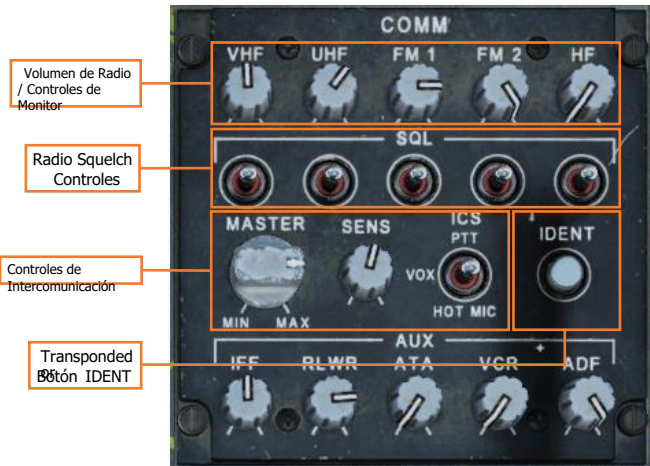 COMM
VHF UHF FM 1 FM 2 HF
Volumen de Radio
/ Controles de
Monitor
SQL
Radio Squelch
Controles
MASTER SENS ICS
PTT
IDENT
VOX
HOT MIC
MIN MAX
Controles de
Intercomunicación
AUX
IFF RLWR ATA VCR ADF
Transponded
Botón IDENT